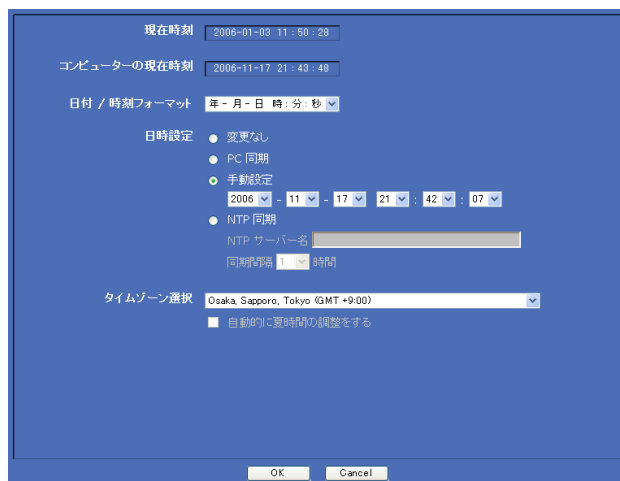 現在時刻 2006-01-03 11:50:28
コンピューターの現在時刻 2006-11-17 21:43:48
日付 / 時刻フォーマット 年-月-日 時:分:秒
日時設定 変更なし
PC 同期
手動設定
2006 - 11 - 17 21 : 42 : 07
NTP 同期
NTP サーバー名
同期間隔 1 時間
タイムゾーン選択 Osaka, Sapporo, Tokyo (GMT +9:00)
自動的に夏時間の調整をする
OK Cancel